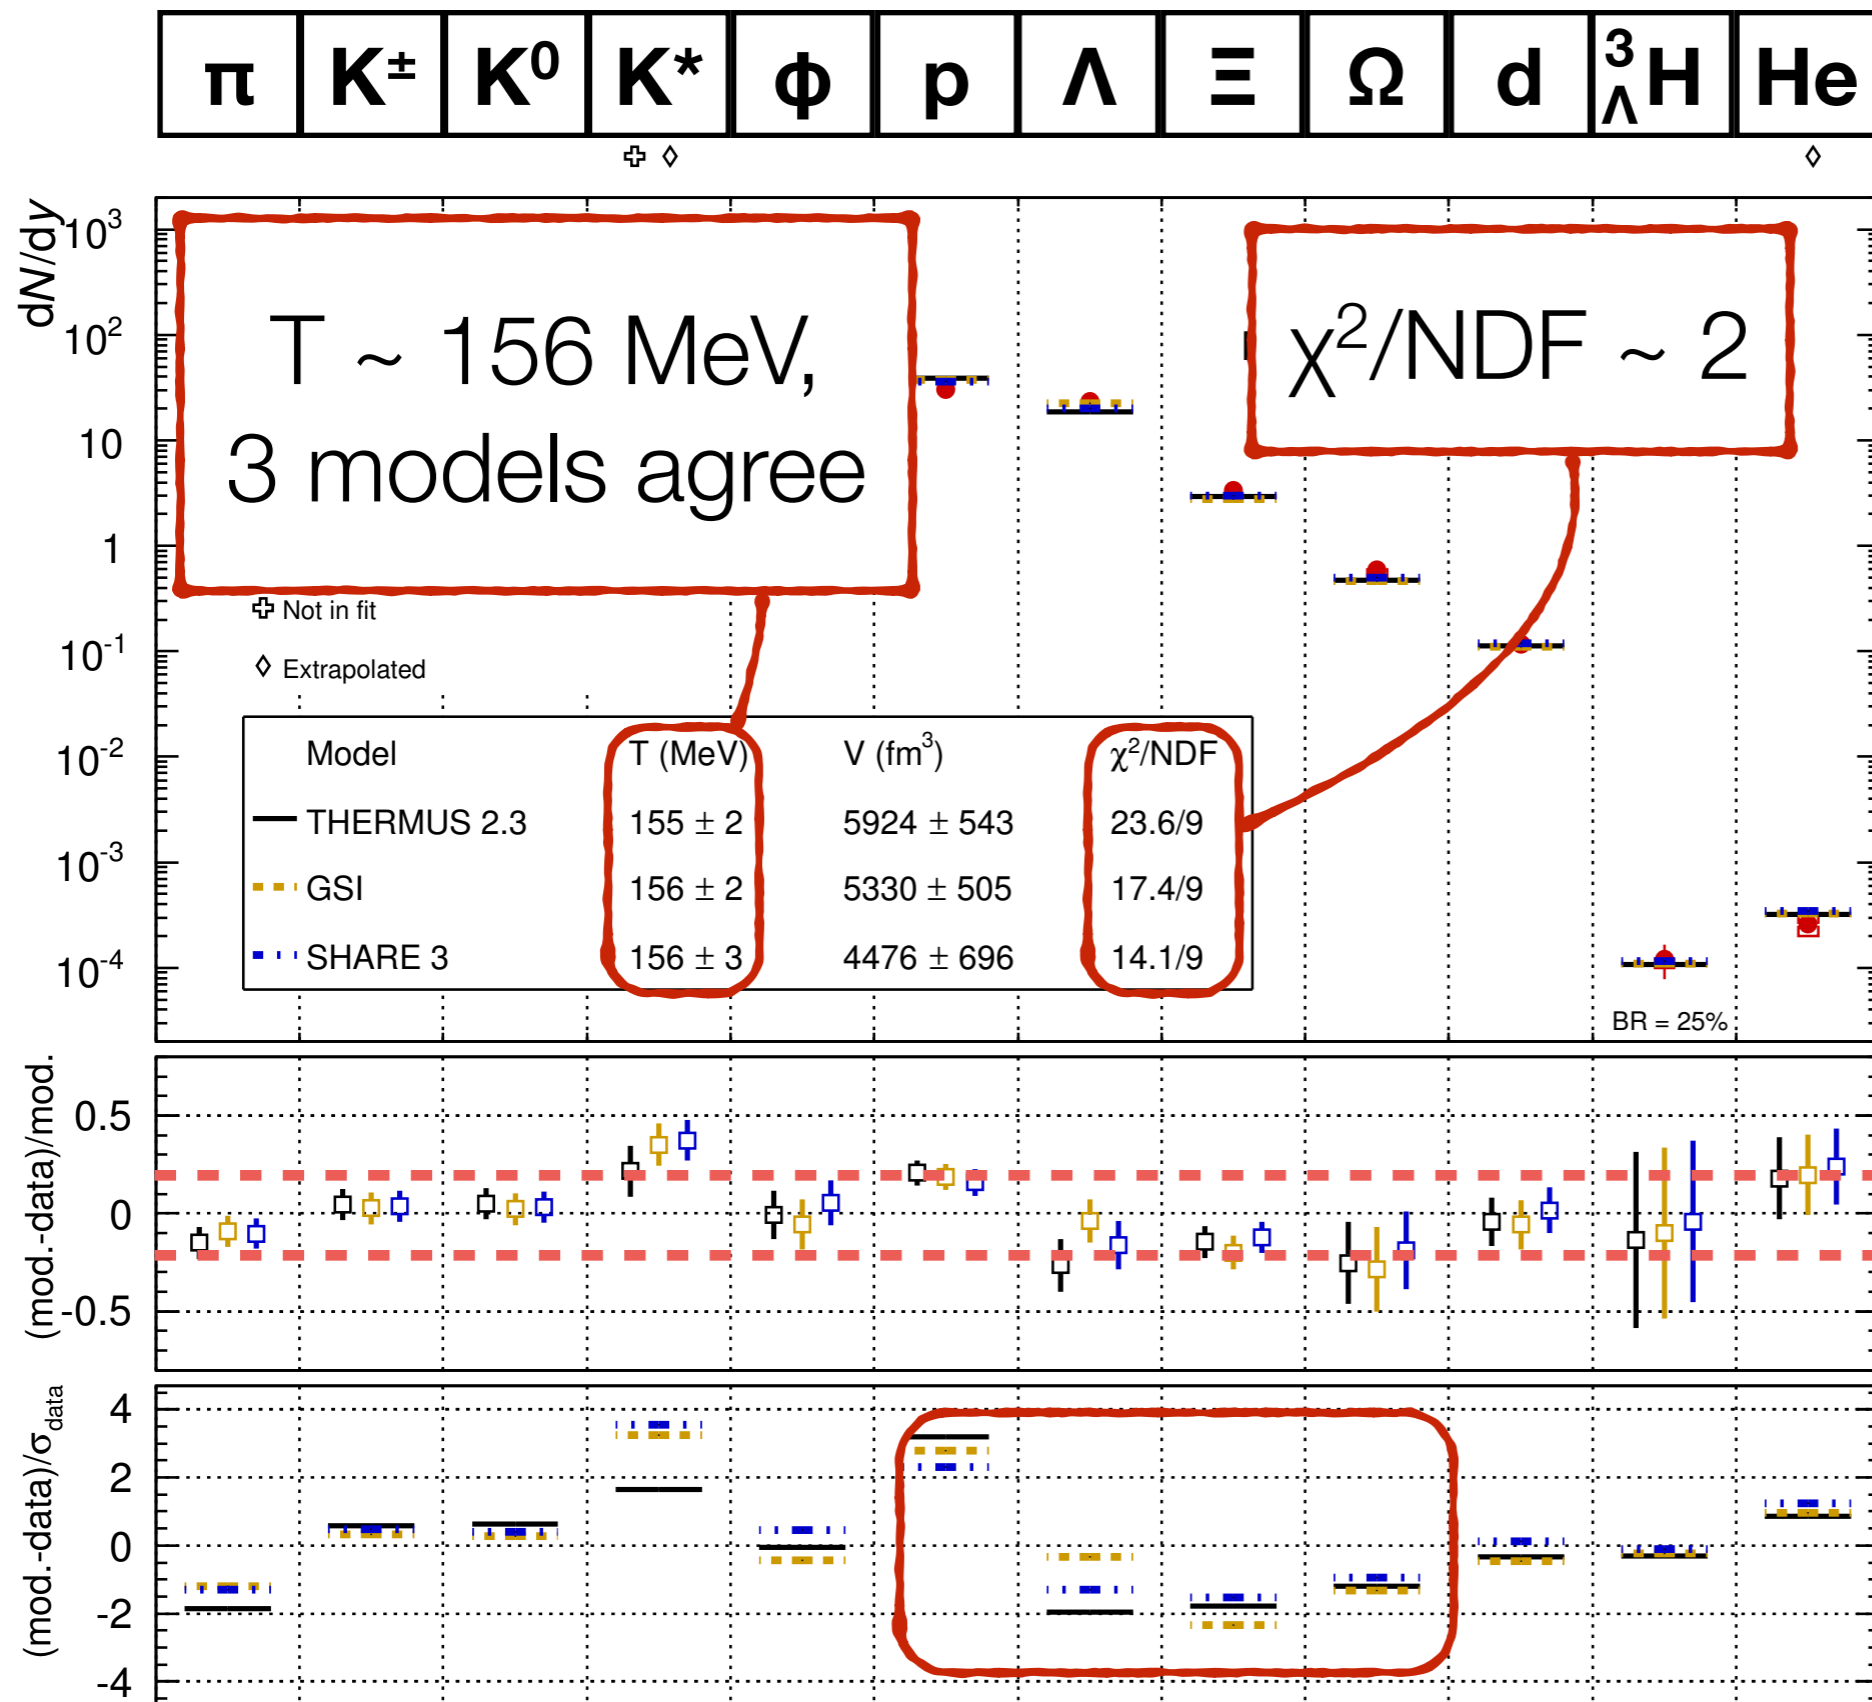 π K± K⁰ K* ϕ p Λ Ξ Ω d ³ΛH He
dN/dy
10³
10²
10
1
10⁻¹
10⁻²
10⁻³
10⁻⁴
T ~ 156 MeV,
3 models agree
χ²/NDF ~ 2
Not in fit
Extrapolated
Model T (MeV) V (fm³) χ²/NDF
THERMUS 2.3 155 ± 2 5924 ± 543 23.6/9
GSI 156 ± 2 5330 ± 505 17.4/9
SHARE 3 156 ± 3 4476 ± 696 14.1/9
BR = 25%
(mod.-data)/mod.
0.5
0
-0.5
(mod.-data)/σdata
4
2
0
-2
-4